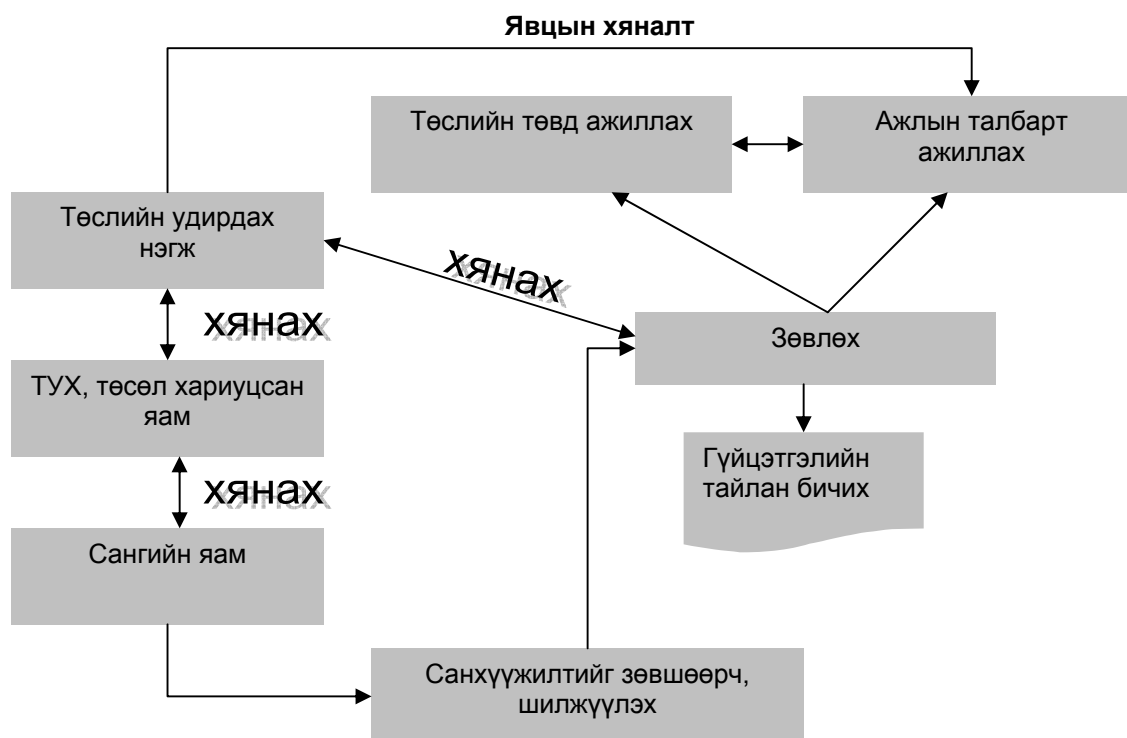 Явцын хяналт
Төслийн төвд ажиллах
Ажлын талбарт
ажиллах
Төслийн удирдах
нэгж
хянах
хянах
Зөвлөх
ТУХ, төсөл хариуцсан
яам
Гүйцэтгэлийн
тайлан бичих
хянах
Сангийн яам
Санхүүжилтийг зөвшөөрч,
шилжүүлэх